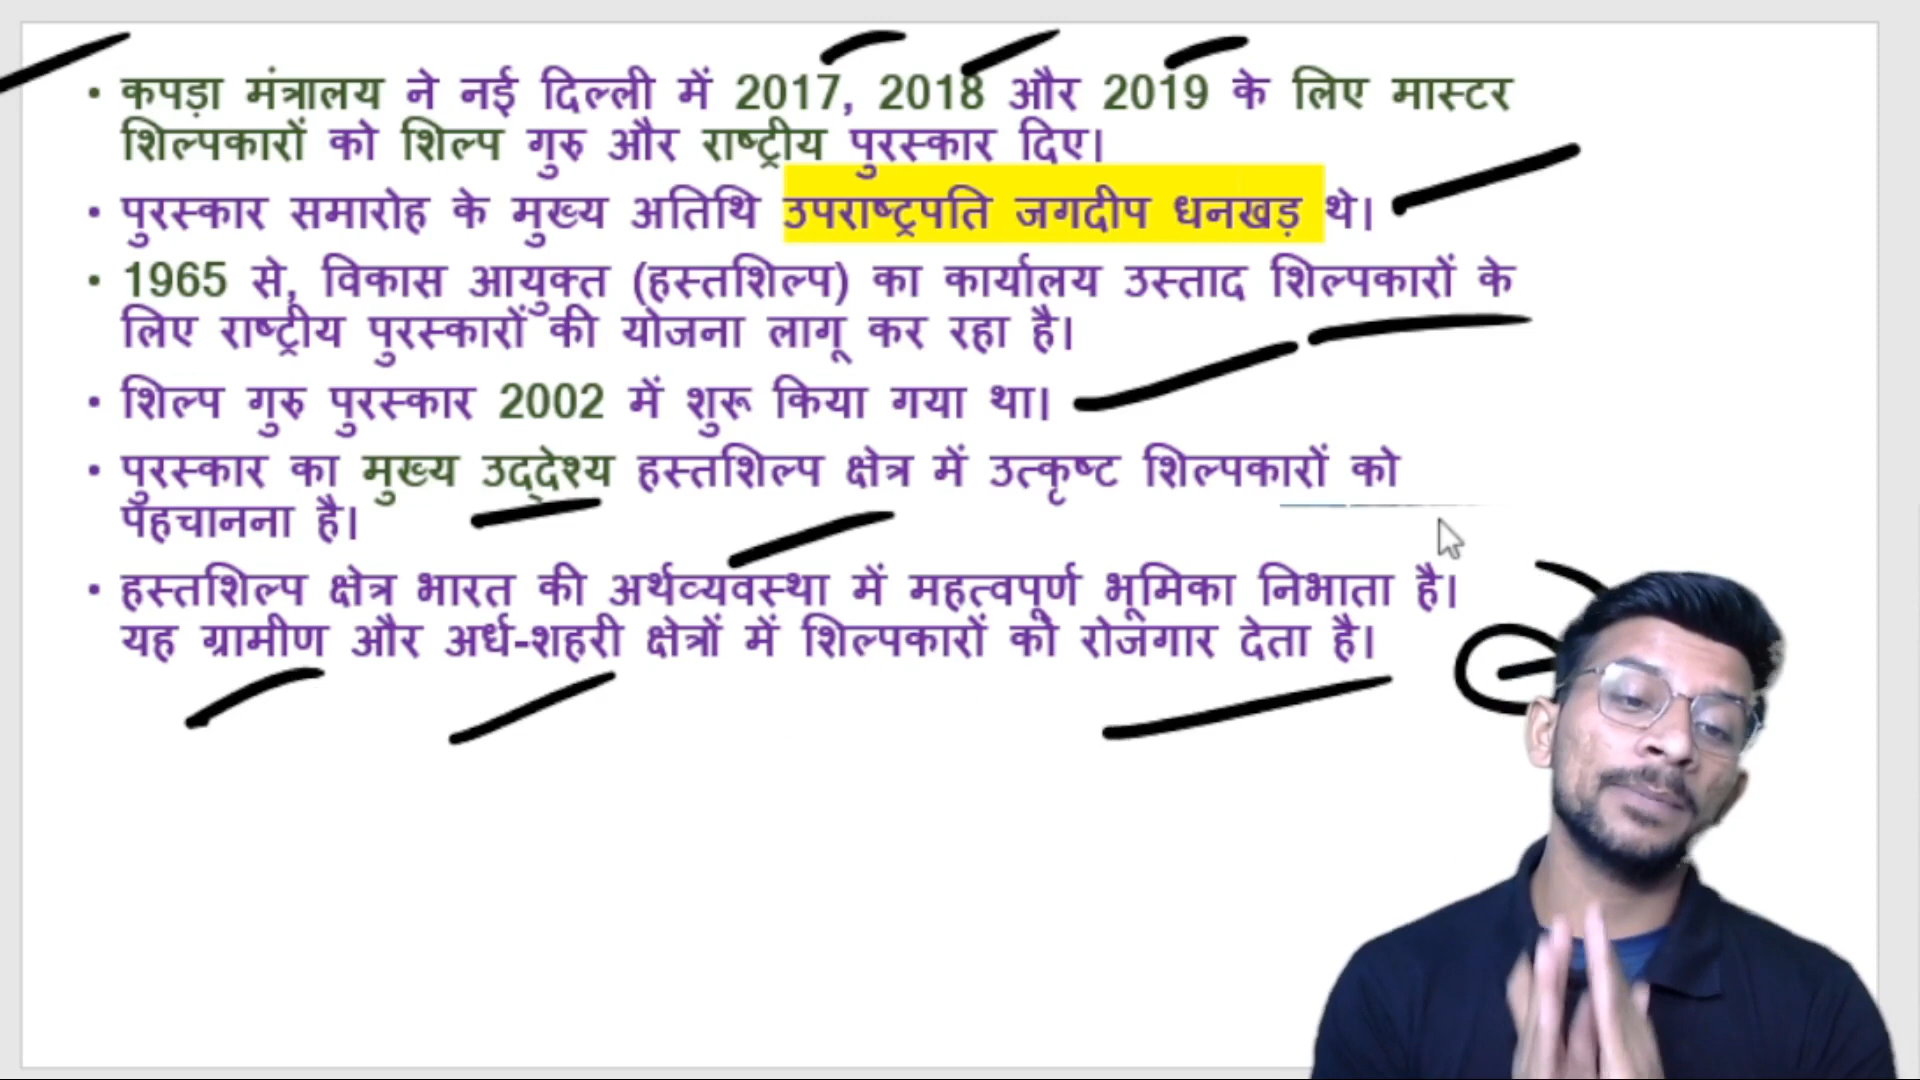 • कपड़ा मंत्रालय ने नई दिल्ली में 2017, 2018 और 2019 के लिए मास्टर
शिल्पकारों को शिल्प गुरु और राष्ट्रीय पुरस्कार दिए।
• पुरस्कार समारोह के मुख्य अतिथि उपराष्ट्रपति जगदीप धनखड़ थे।
• 1965 से, विकास आयुक्त (हस्तशिल्प) का कार्यालय उस्ताद शिल्पकारों के
लिए राष्ट्रीय पुरस्कारों की योजना लागू कर रहा है।
• शिल्प गुरु पुरस्कार 2002 में शुरू किया गया था।
• पुरस्कार का मुख्य उद्देश्य हस्तशिल्प क्षेत्र में उत्कृष्ट शिल्पकारों को
पहचानना है।
• हस्तशिल्प क्षेत्र भारत की अर्थव्यवस्था में महत्वपूर्ण भूमिका निभाता है।
यह ग्रामीण और अर्ध-शहरी क्षेत्रों में शिल्पकारों को रोजगार देता है।